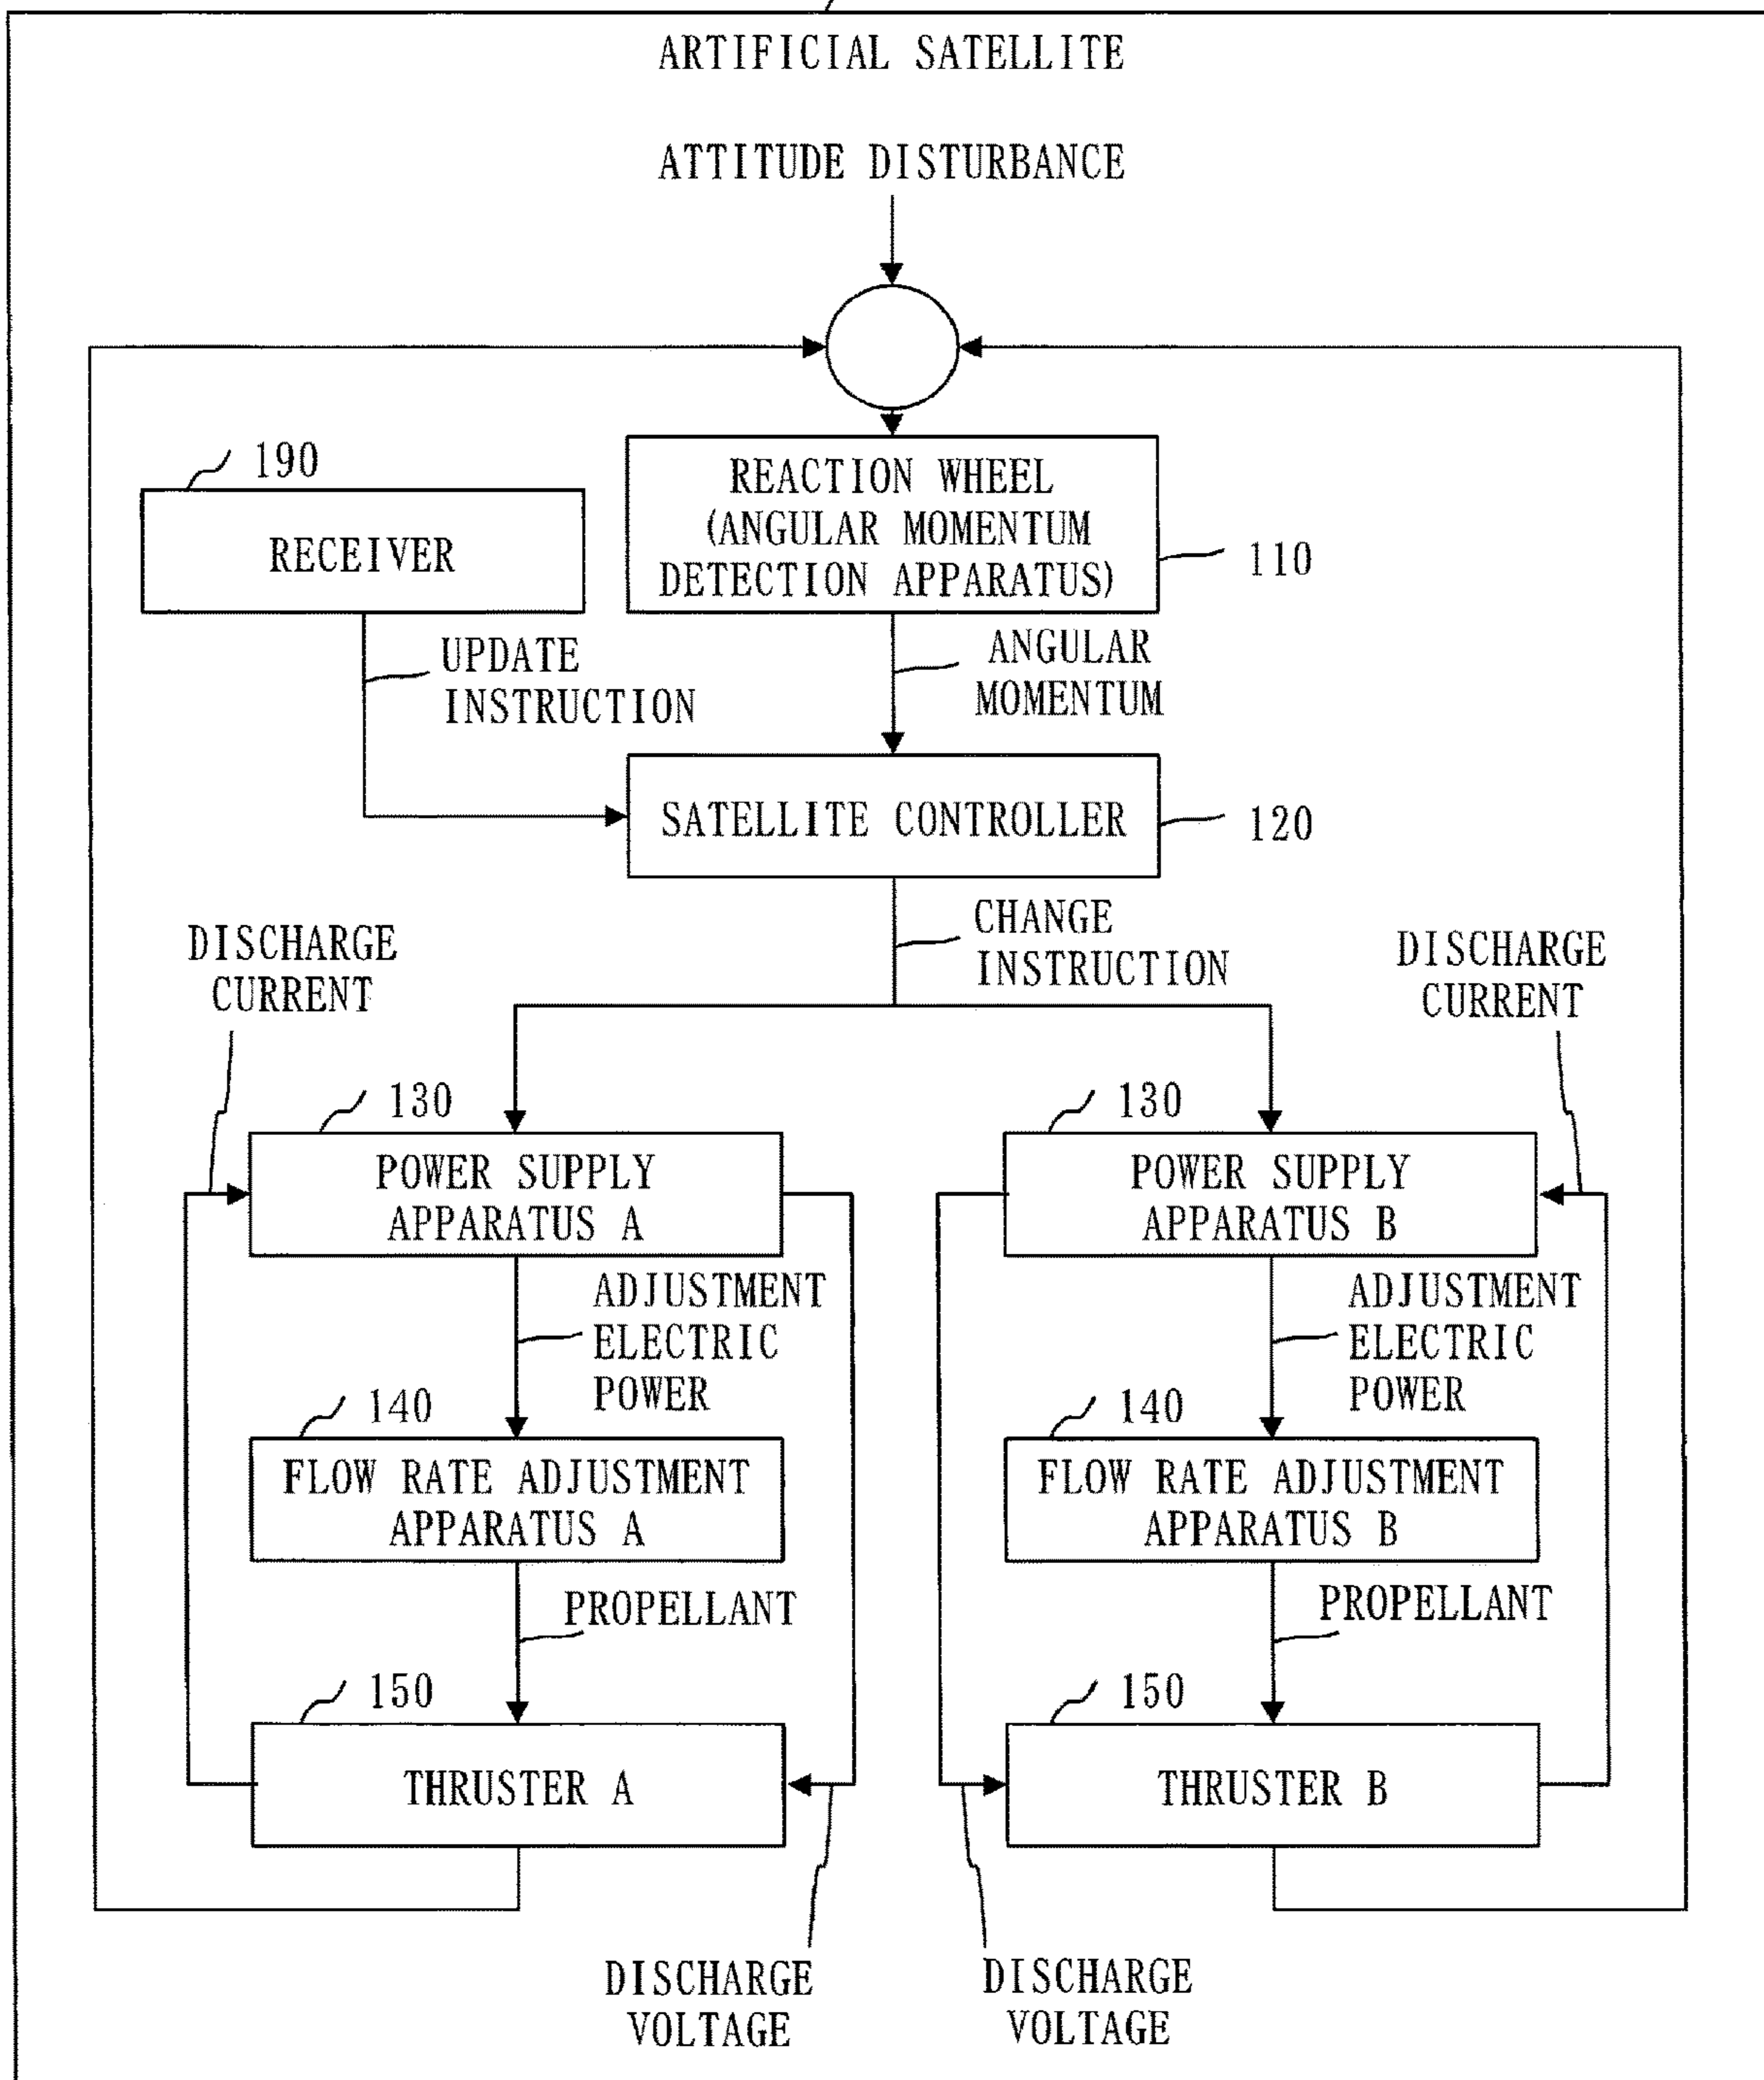 ARTIFICIAL SATELLITE
ATTITUDE DISTURBANCE
190
RECEIVER
REACTION WHEEL
(ANGULAR MOMENTUM
DETECTION APPARATUS)
110
UPDATE
INSTRUCTION
ANGULAR
MOMENTUM
SATELLITE CONTROLLER
120
CHANGE
INSTRUCTION
DISCHARGE
CURRENT
DISCHARGE
CURRENT
130
POWER SUPPLY
APPARATUS A
130
POWER SUPPLY
APPARATUS B
ADJUSTMENT
ELECTRIC
POWER
ADJUSTMENT
ELECTRIC
POWER
140
FLOW RATE ADJUSTMENT
APPARATUS A
140
FLOW RATE ADJUSTMENT
APPARATUS B
PROPELLANT
PROPELLANT
150
THRUSTER A
150
THRUSTER B
DISCHARGE
VOLTAGE
DISCHARGE
VOLTAGE